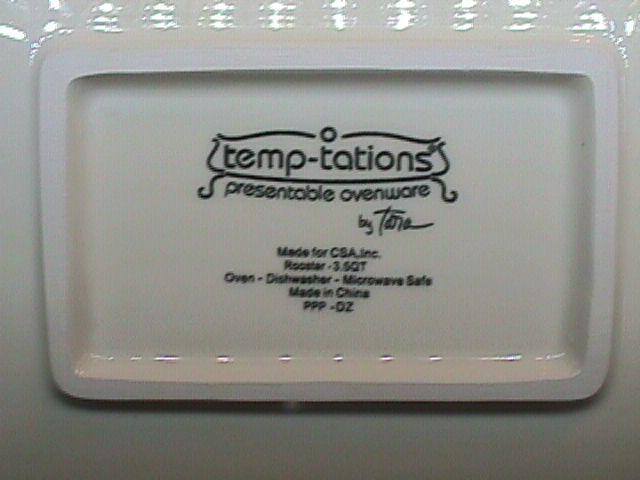 temp-tations®
presentable ovenware
by Tara
Made for CSA,Inc.
Rooster - 3.5QT
Oven - Dishwasher - Microwave Safe
Made in China
PPP - DZ